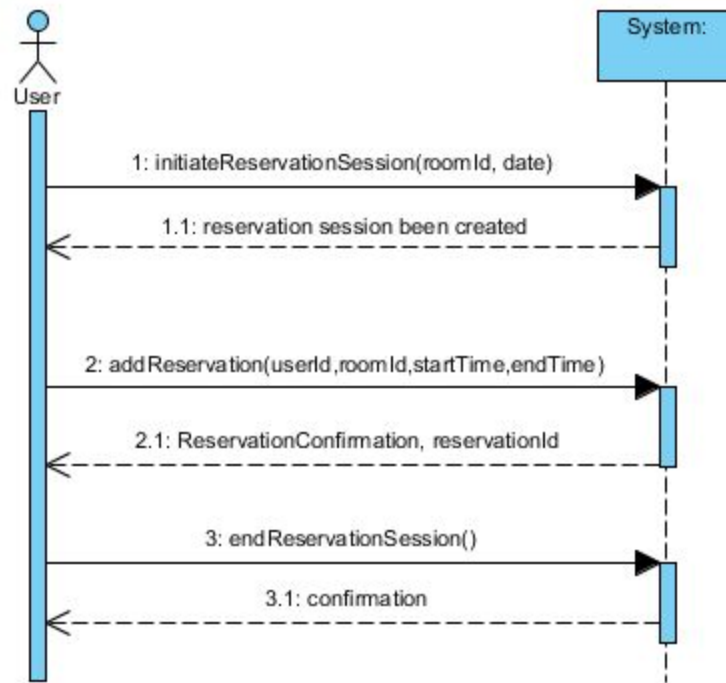 System:
User
1: initiateReservationSession(roomId, date)
1.1: reservation session been created
2: addReservation(userId,roomId,startTime,endTime)
2.1: ReservationConfirmation, reservationId
3: endReservationSession()
3.1: confirmation